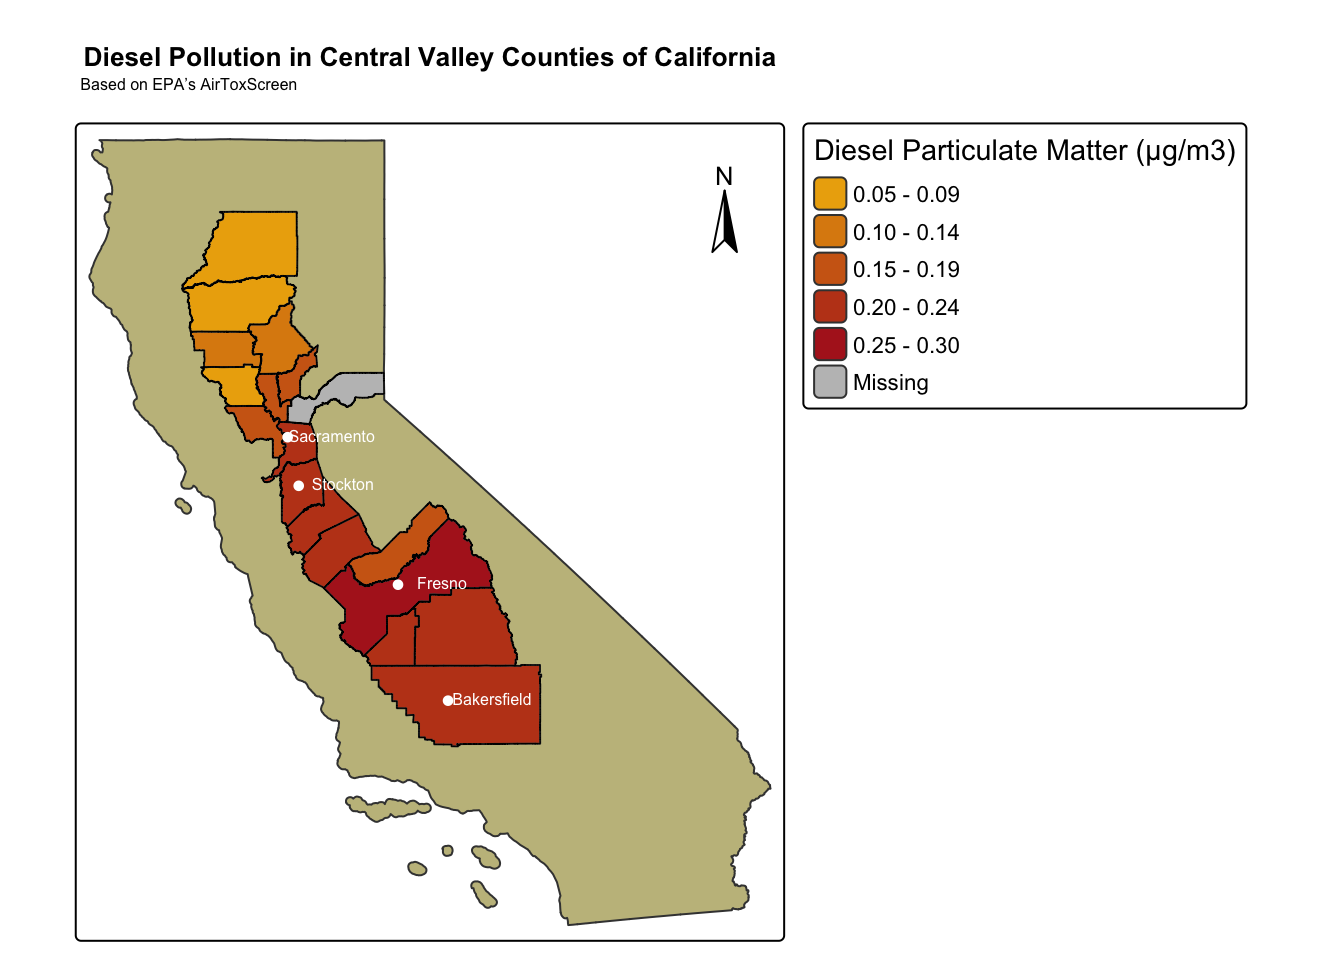 Diesel Pollution in Central Valley Counties of California
Based on EPA’s AirToxScreen
N
Sacramento
Stockton
Fresno
Bakersfield
Diesel Particulate Matter (μg/m3)
0.05 - 0.09
0.10 - 0.14
0.15 - 0.19
0.20 - 0.24
0.25 - 0.30
Missing